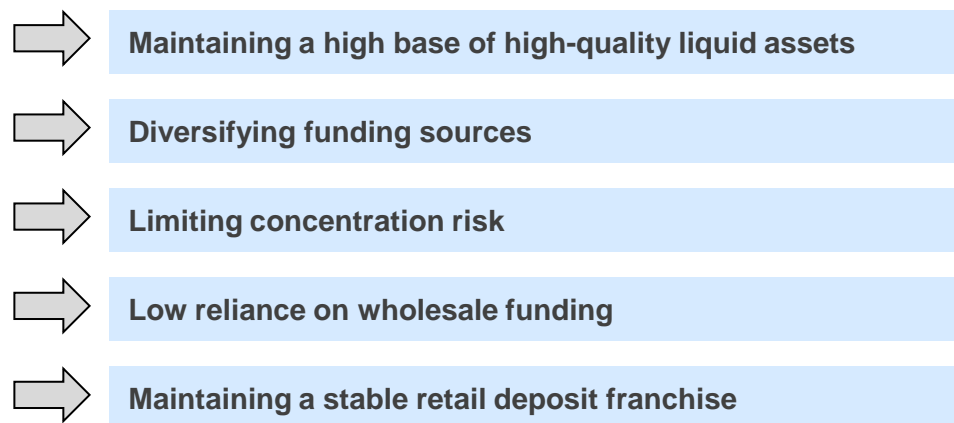 Maintaining a high base of high-quality liquid assets
Diversifying funding sources
Limiting concentration risk
Low reliance on wholesale funding
Maintaining a stable retail deposit franchise